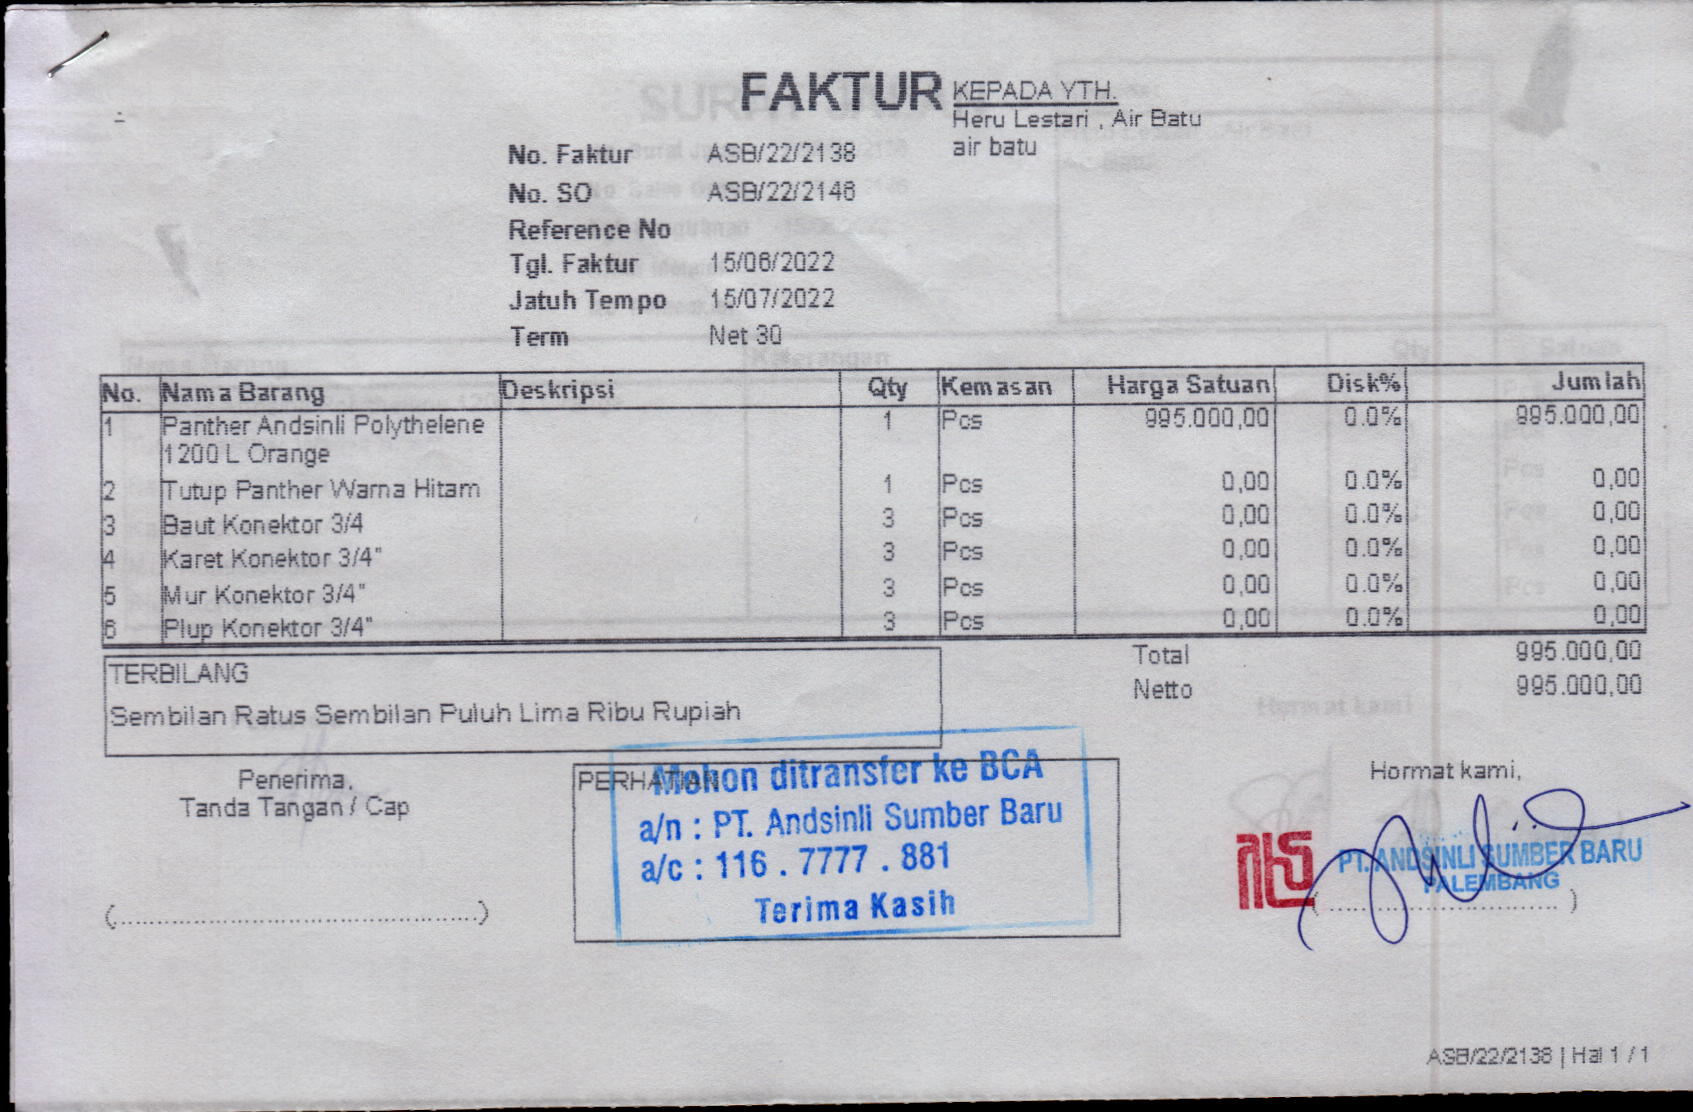 FAKTUR
KEPADA YTH.
Heru Lestari , Air Batu
air batu
No. Faktur ASB/22/2138
No. SO ASB/22/2146
Reference No
Tgl. Faktur 15/06/2022
Jatuh Tempo 15/07/2022
Term Net 30
No. Nama Barang Deskripsi Qty Kemasan Harga Satuan Disk% Jumlah
1 Panther Andsinli Polythelene 1 Pcs 995.000,00 0.0% 995.000,00
1200 L Orange
2 Tutup Panther Warna Hitam 1 Pcs 0,00 0.0% 0,00
3 Baut Konektor 3/4 3 Pcs 0,00 0.0% 0,00
4 Karet Konektor 3/4" 3 Pcs 0,00 0.0% 0,00
5 Mur Konektor 3/4" 3 Pcs 0,00 0.0% 0,00
6 Plup Konektor 3/4" 3 Pcs 0,00 0.0% 0,00
Total 995.000,00
Netto 995.000,00
TERBILANG
Sembilan Ratus Sembilan Puluh Lima Ribu Rupiah
Penerima,
Tanda Tangan / Cap
(................................................)
PERHATIAN
Mohon ditransfer ke BCA
a/n : PT. Andsinli Sumber Baru
a/c : 116 . 7777 . 881
Terima Kasih
Hormat kami,
PT. ANDSINLI SUMBER BARU
PALEMBANG
(..............................)
ASB/22/2138 | Hal 1 / 1